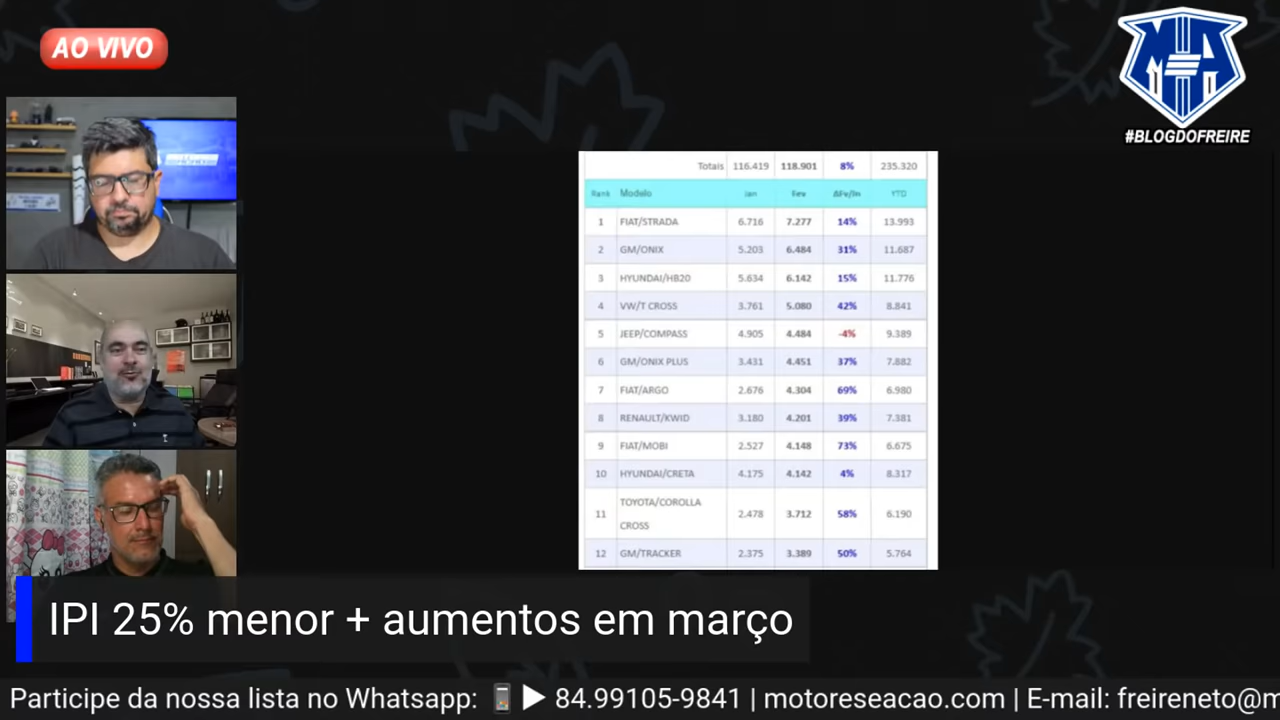 AO VIVO
MA
#BLOGDOFREIRE
Totais 116.419 118.901 8% 235.320
Rank Modelo Jan Fev ΔFv/Jn YTD
1 FIAT/STRADA 6.716 7.277 14% 13.993
2 GM/ONIX 5.203 6.484 31% 11.687
3 HYUNDAI/HB20 5.634 6.142 15% 11.776
4 VW/T CROSS 3.761 5.080 42% 8.841
5 JEEP/COMPASS 4.905 4.484 -4% 9.389
6 GM/ONIX PLUS 3.431 4.451 37% 7.882
7 FIAT/ARGO 2.676 4.304 69% 6.980
8 RENAULT/KWID 3.180 4.201 39% 7.381
9 FIAT/MOBI 2.527 4.148 73% 6.675
10 HYUNDAI/CRETA 4.175 4.142 4% 8.317
11 TOYOTA/COROLLA CROSS 2.478 3.712 58% 6.190
12 GM/TRACKER 2.375 3.389 50% 5.764
IPI 25% menor + aumentos em março
Participe da nossa lista no Whatsapp: 84.99105-9841 | motoreseacao.com | E-mail: freireneto@m